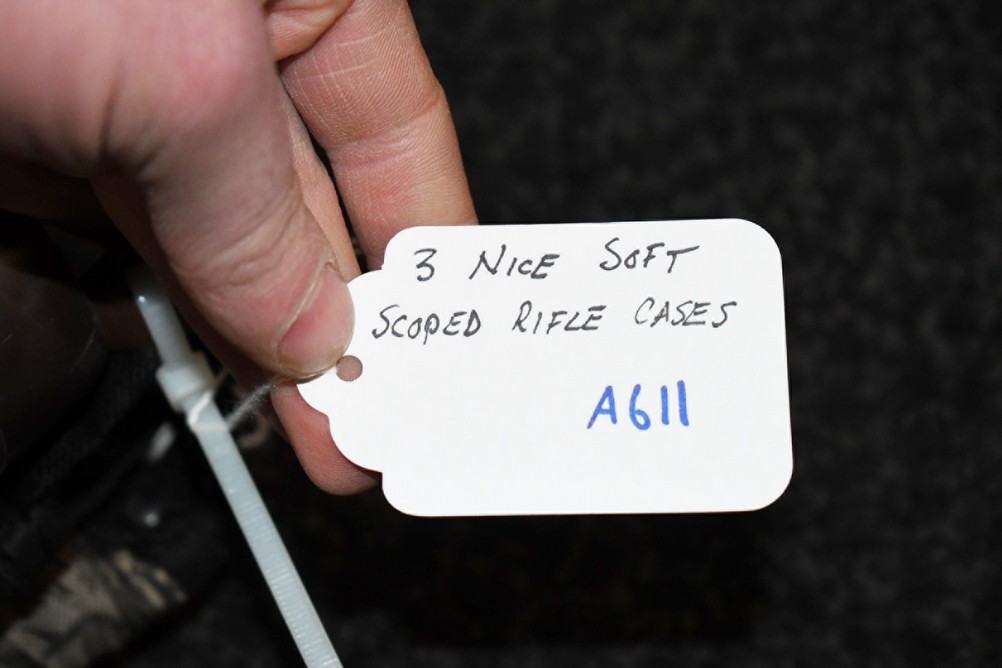 3 NICE SOFT
SCOPED RIFLE CASES
A611